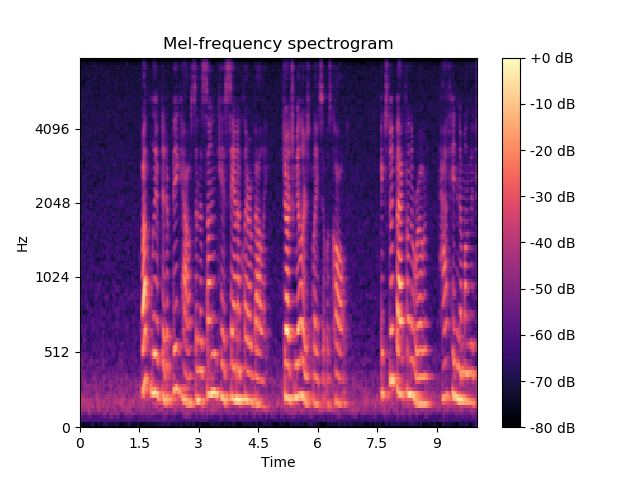 Mel-frequency spectrogram
Hz
4096
2048
1024
512
0
0 1.5 3 4.5 6 7.5 9
Time
+0 dB
-10 dB
-20 dB
-30 dB
-40 dB
-50 dB
-60 dB
-70 dB
-80 dB